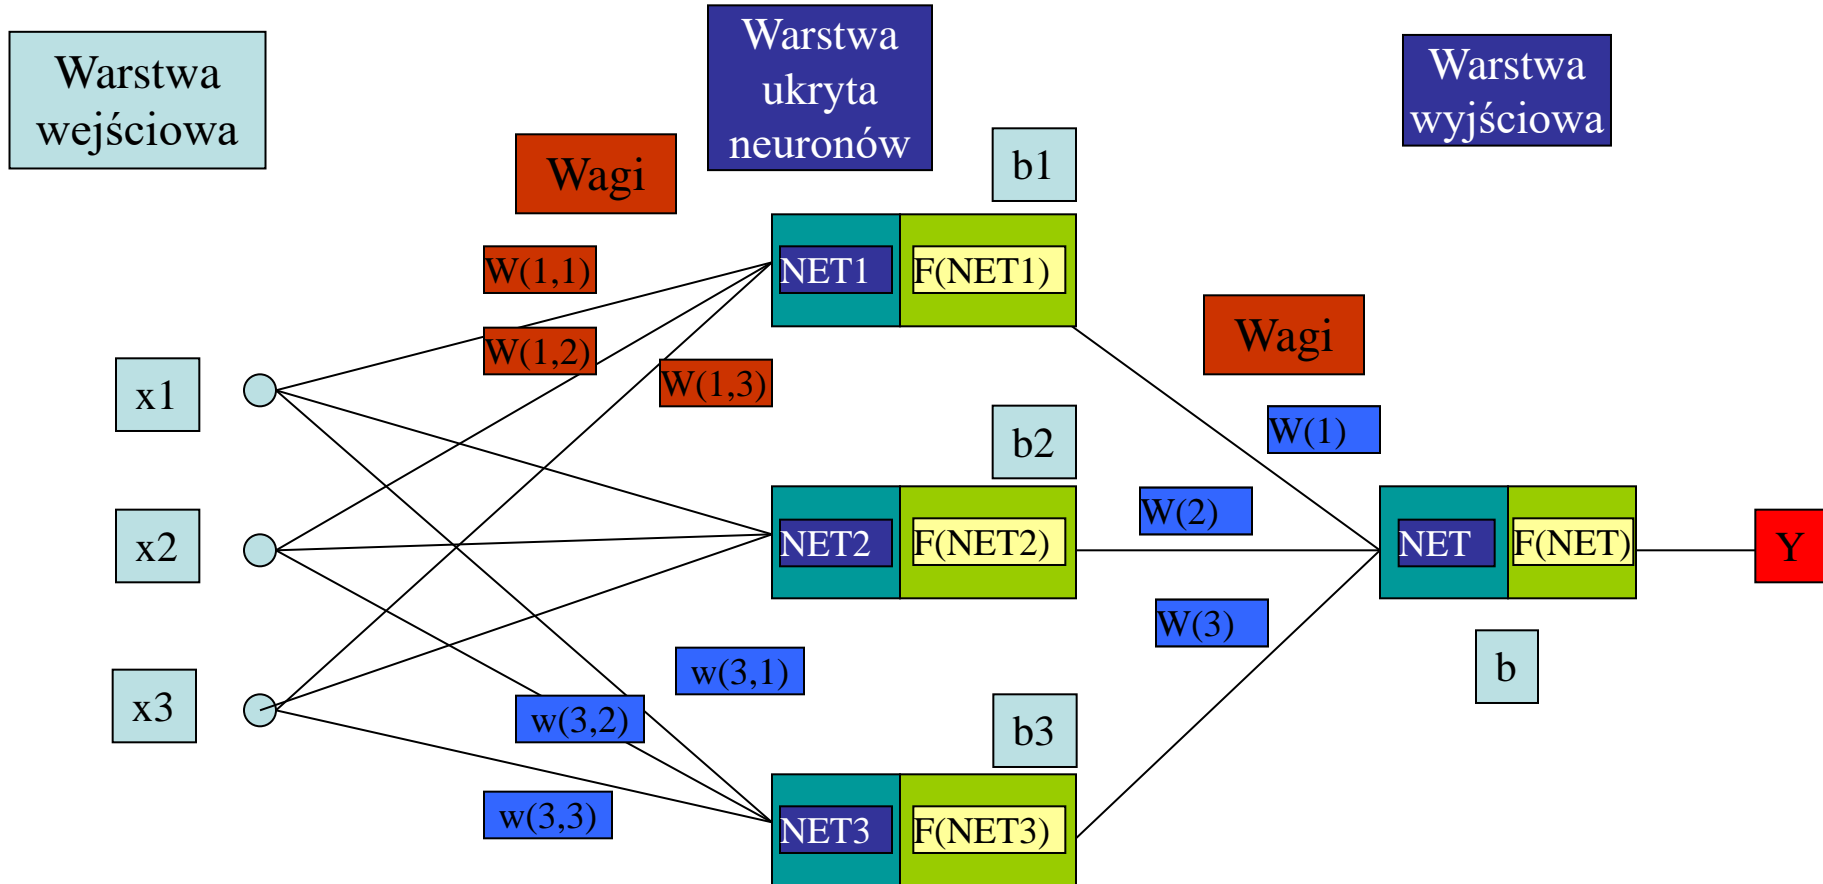 Warstwa
wejściowa
Warstwa
ukryta
neuronów
Warstwa
wyjściowa
Wagi
b1
W(1,1)
NET1
F(NET1)
W(1,2)
Wagi
W(1,3)
x1
b2
W(1)
W(2)
x2
NET2
F(NET2)
NET
F(NET)
Y
W(3)
w(3,1)
b
x3
w(3,2)
b3
w(3,3)
NET3
F(NET3)